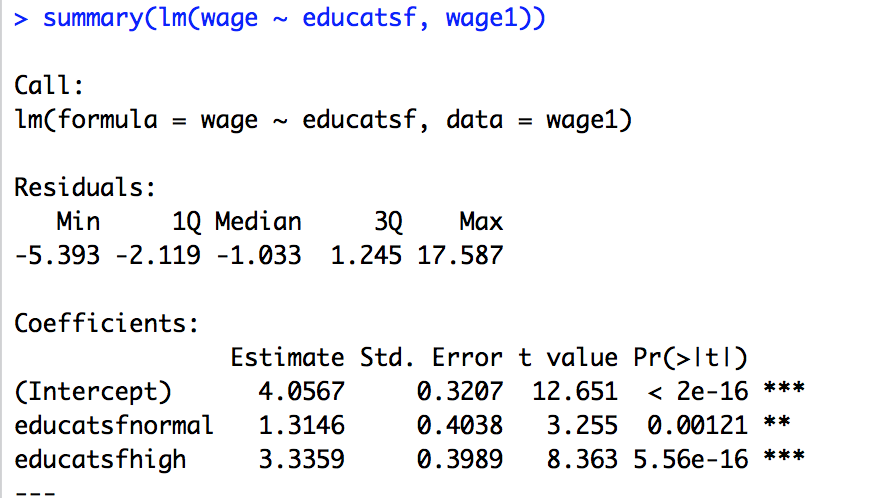 > summary(lm(wage ~ educatsf, wage1))
Call:
lm(formula = wage ~ educatsf, data = wage1)
Residuals:
Min 1Q Median 3Q Max
-5.393 -2.119 -1.033 1.245 17.587
Coefficients:
Estimate Std. Error t value Pr(>|t|)
(Intercept) 4.0567 0.3207 12.651 < 2e-16 ***
educatsfnormal 1.3146 0.4038 3.255 0.00121 **
educatsfhigh 3.3359 0.3989 8.363 5.56e-16 ***
---